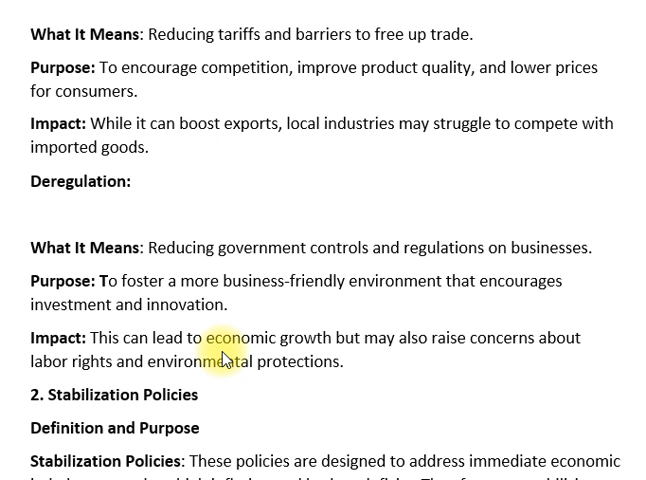 What It Means: Reducing tariffs and barriers to free up trade.
Purpose: To encourage competition, improve product quality, and lower prices
for consumers.
Impact: While it can boost exports, local industries may struggle to compete with
imported goods.
Deregulation:
What It Means: Reducing government controls and regulations on businesses.
Purpose: To foster a more business-friendly environment that encourages
investment and innovation.
Impact: This can lead to economic growth but may also raise concerns about
labor rights and environmental protections.
2. Stabilization Policies
Definition and Purpose
Stabilization Policies: These policies are designed to address immediate economic